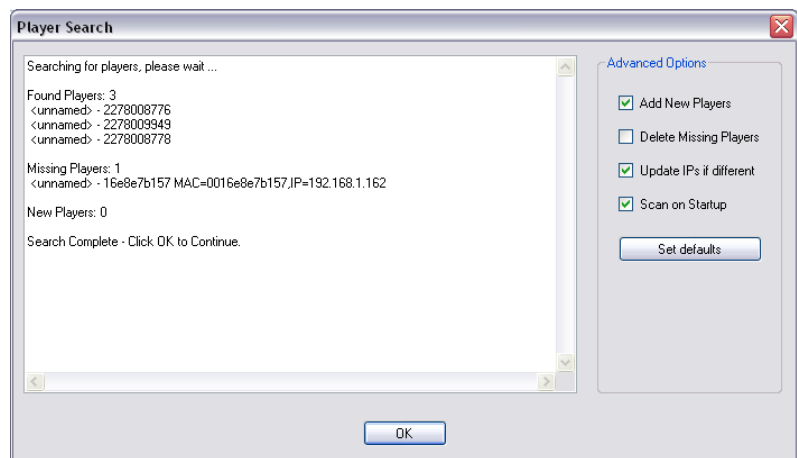 Player Search
Searching for players, please wait ...
Found Players: 3
<unnamed> - 2278008776
<unnamed> - 2278009949
<unnamed> - 2278008778
Missing Players: 1
<unnamed> - 16e8e7b157 MAC=0016e8e7b157,IP=192.168.1.162
New Players: 0
Search Complete - Click OK to Continue.
Advanced Options
Add New Players
Delete Missing Players
Update IPs if different
Scan on Startup
Set defaults
OK